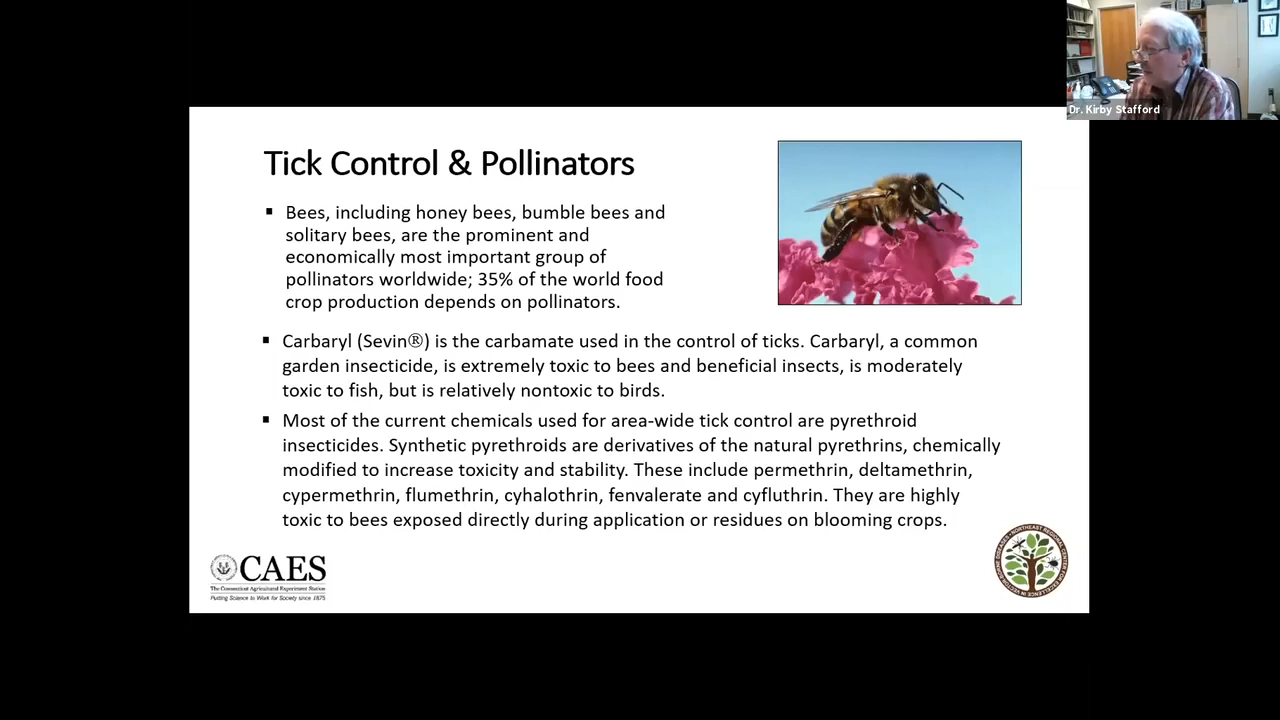 Dr. Kirby Stafford
Tick Control & Pollinators
▪ Bees, including honey bees, bumble bees and
solitary bees, are the prominent and
economically most important group of
pollinators worldwide; 35% of the world food
crop production depends on pollinators.
▪ Carbaryl (Sevin®) is the carbamate used in the control of ticks. Carbaryl, a common
garden insecticide, is extremely toxic to bees and beneficial insects, is moderately
toxic to fish, but is relatively nontoxic to birds.
▪ Most of the current chemicals used for area-wide tick control are pyrethroid
insecticides. Synthetic pyrethroids are derivatives of the natural pyrethrins, chemically
modified to increase toxicity and stability. These include permethrin, deltamethrin,
cypermethrin, flumethrin, cyhalothrin, fenvalerate and cyfluthrin. They are highly
toxic to bees exposed directly during application or residues on blooming crops.
CAES
The Connecticut Agricultural Experiment Station
Putting Science to Work for Society since 1875
NORTHEAST REGIONAL CENTER FOR EXCELLENCE IN